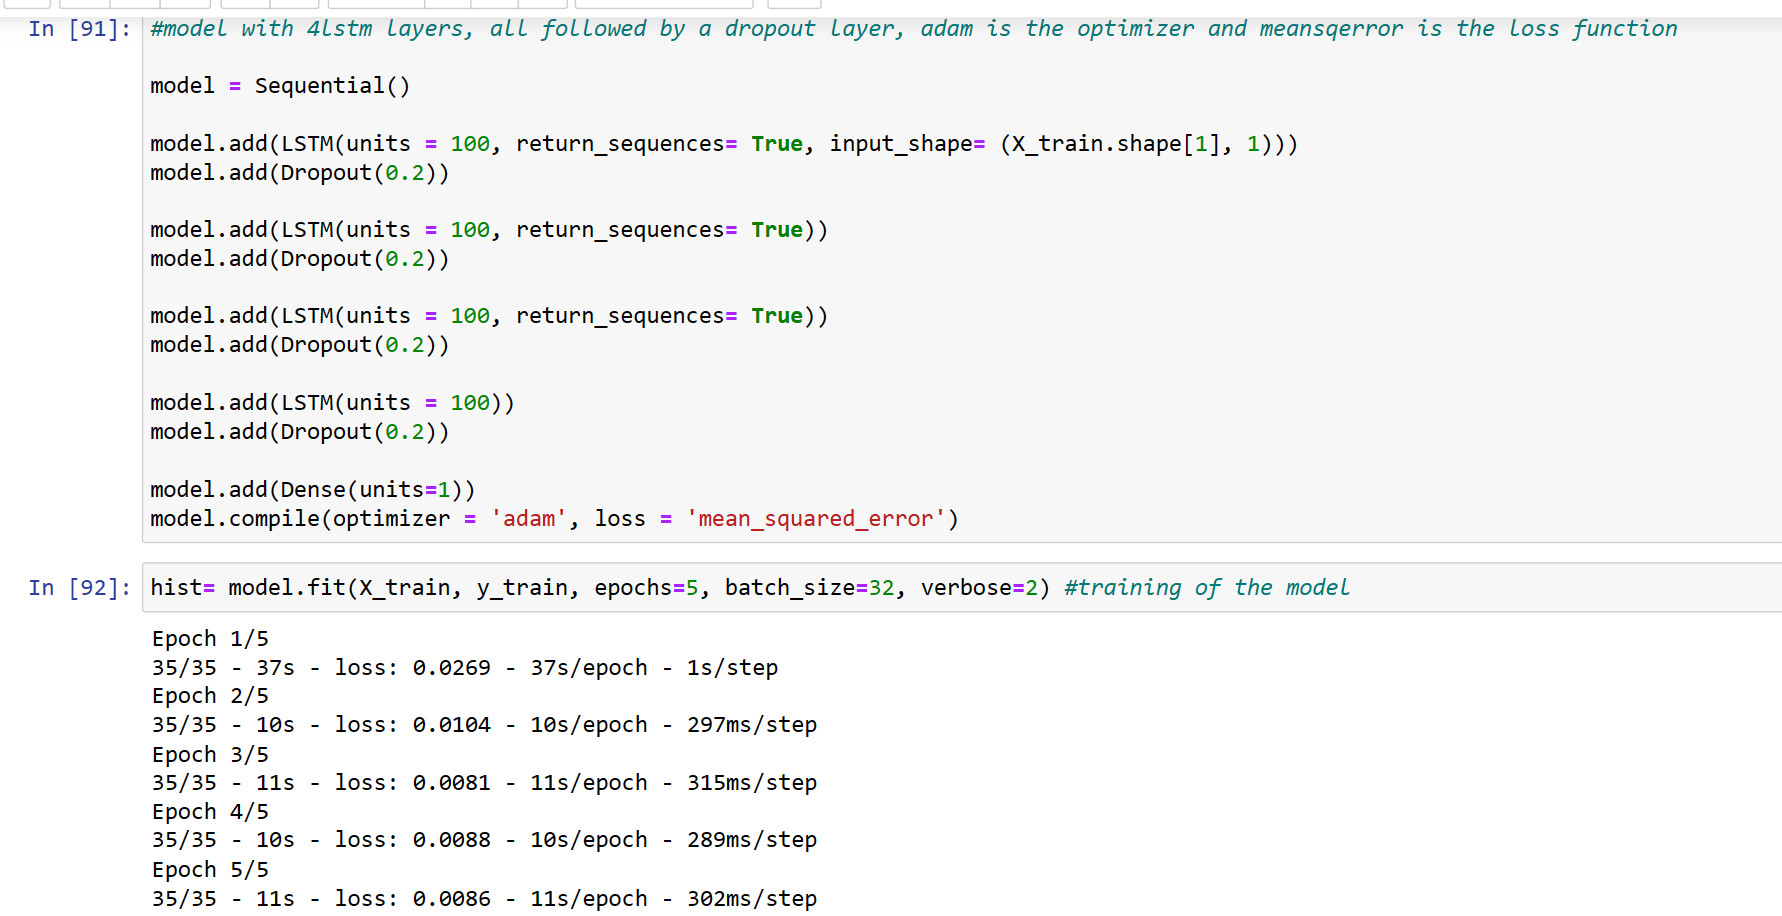 In [91]: #model with 4lstm layers, all followed by a dropout layer, adam is the optimizer and meansqerror is the loss function
model = Sequential()
model.add(LSTM(units = 100, return_sequences= True, input_shape= (X_train.shape[1], 1)))
model.add(Dropout(0.2))
model.add(LSTM(units = 100, return_sequences= True))
model.add(Dropout(0.2))
model.add(LSTM(units = 100, return_sequences= True))
model.add(Dropout(0.2))
model.add(LSTM(units = 100))
model.add(Dropout(0.2))
model.add(Dense(units=1))
model.compile(optimizer = 'adam', loss = 'mean_squared_error')
In [92]: hist= model.fit(X_train, y_train, epochs=5, batch_size=32, verbose=2) #training of the model
Epoch 1/5
35/35 - 37s - loss: 0.0269 - 37s/epoch - 1s/step
Epoch 2/5
35/35 - 10s - loss: 0.0104 - 10s/epoch - 297ms/step
Epoch 3/5
35/35 - 11s - loss: 0.0081 - 11s/epoch - 315ms/step
Epoch 4/5
35/35 - 10s - loss: 0.0088 - 10s/epoch - 289ms/step
Epoch 5/5
35/35 - 11s - loss: 0.0086 - 11s/epoch - 302ms/step